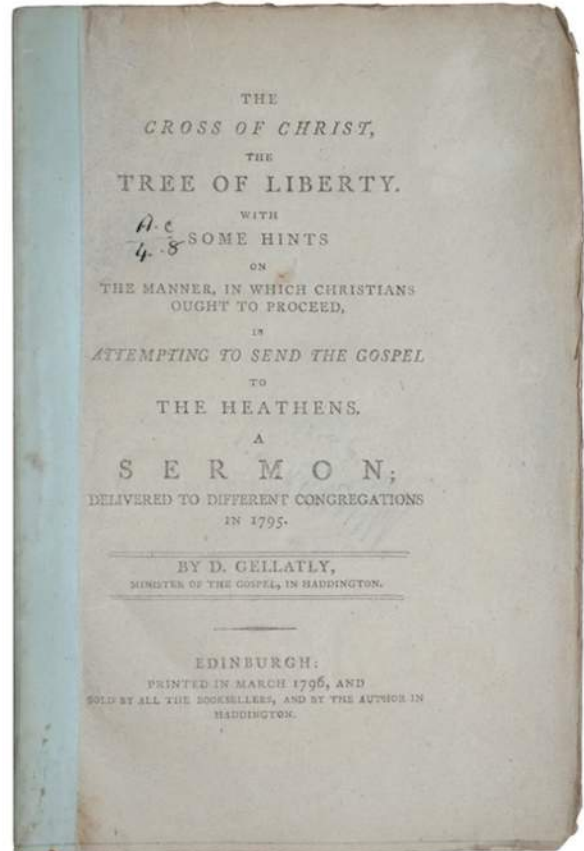 THE
CROSS OF CHRIST,
THE
TREE OF LIBERTY.
WITH
A.c
4.8
SOME HINTS
ON
THE MANNER, IN WHICH CHRISTIANS
OUGHT TO PROCEED,
IN
ATTEMPTING TO SEND THE GOSPEL
TO
THE HEATHENS.
A
SERMON;
DELIVERED TO DIFFERENT CONGREGATIONS
IN 1795.
BY D. GELLATLY,
MINISTER OF THE GOSPEL, IN HADDINGTON.
EDINBURGH:
PRINTED IN MARCH 1796, AND
SOLD BY ALL THE BOOKSELLERS, AND BY THE AUTHOR IN
HADDINGTON.